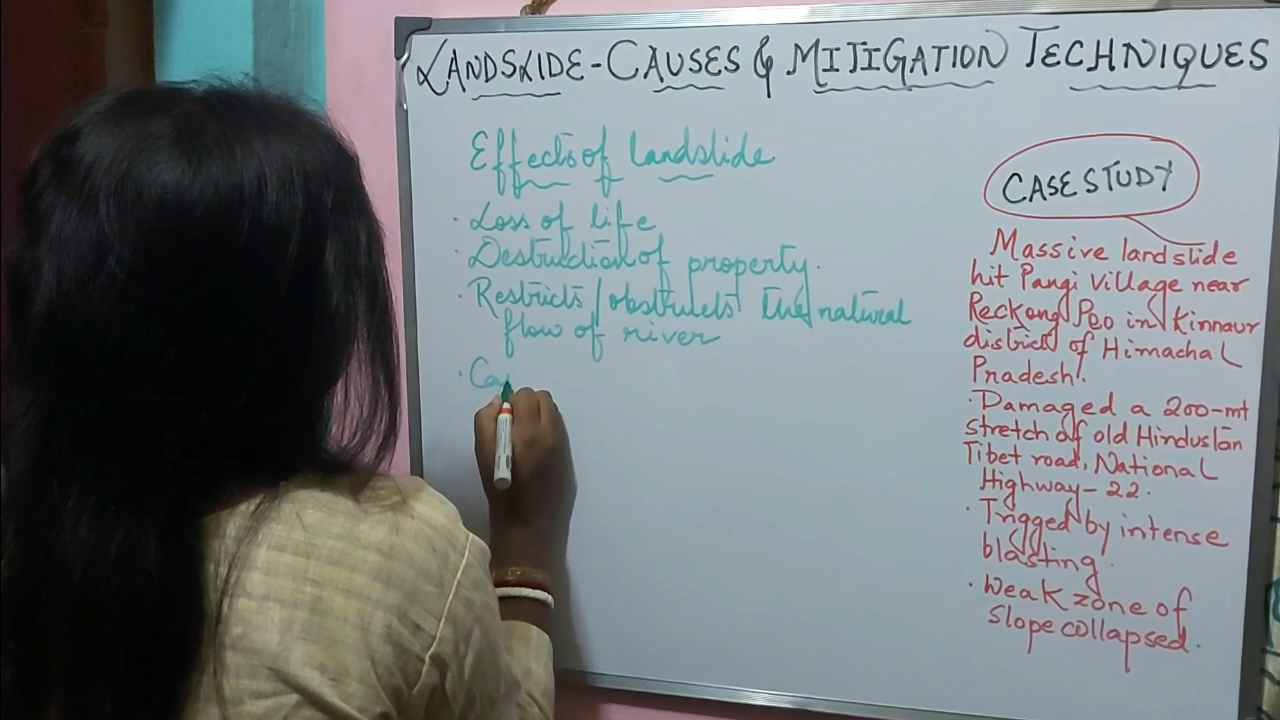 LANDSLIDE-CAUSES & MITIGATION TECHNIQUES
Effects of landslide
· Loss of life
· Destruction of property.
· Restricts/obstructs the natural
flow of river
· Ca
CASE STUDY
Massive landslide
hit Pangi Village near
Reckong Peo in Kinnaur
district of Himachal
Pradesh.
· Damaged a 200-mt
stretch of old Hindustan
Tibet road, National
Highway-22.
· Trigged by intense
blasting.
· Weak zone of
slope collapsed.